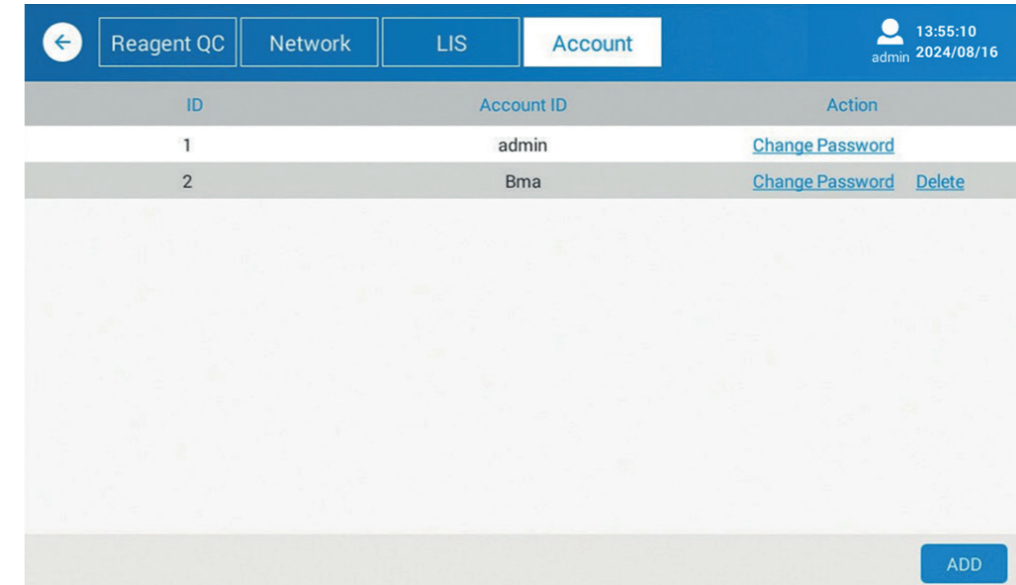 Reagent QC Network LIS Account
13:55:10
admin 2024/08/16
ID Account ID Action
1 admin Change Password
2 Bma Change Password Delete
ADD